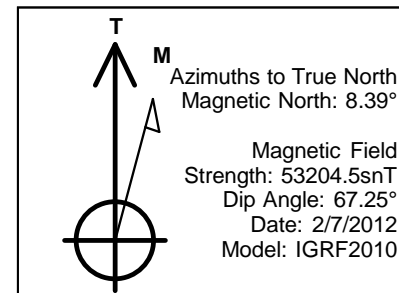 T
M
Azimuths to True North
Magnetic North: 8.39°
Magnetic Field
Strength: 53204.5snT
Dip Angle: 67.25°
Date: 2/7/2012
Model: IGRF2010